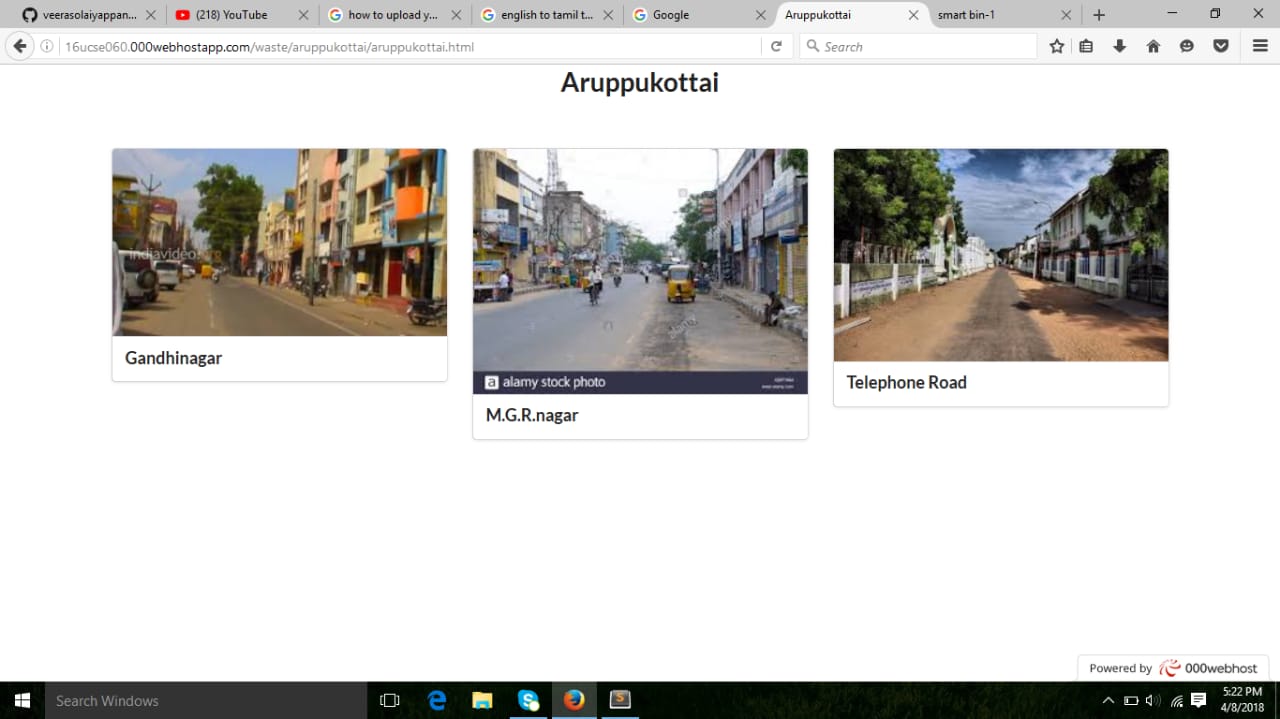 veerasolaiyappan...
(218) YouTube
how to upload y...
english to tamil t...
Google
Aruppukottai
smart bin-1
16ucse060.000webhostapp.com/waste/aruppukottai/aruppukottai.html
Search
Aruppukottai
indiavideo.org
alamy
a alamy stock photo
Gandhinagar
M.G.R.nagar
Telephone Road
Powered by 000webhost
Search Windows
5:22 PM
4/8/2018